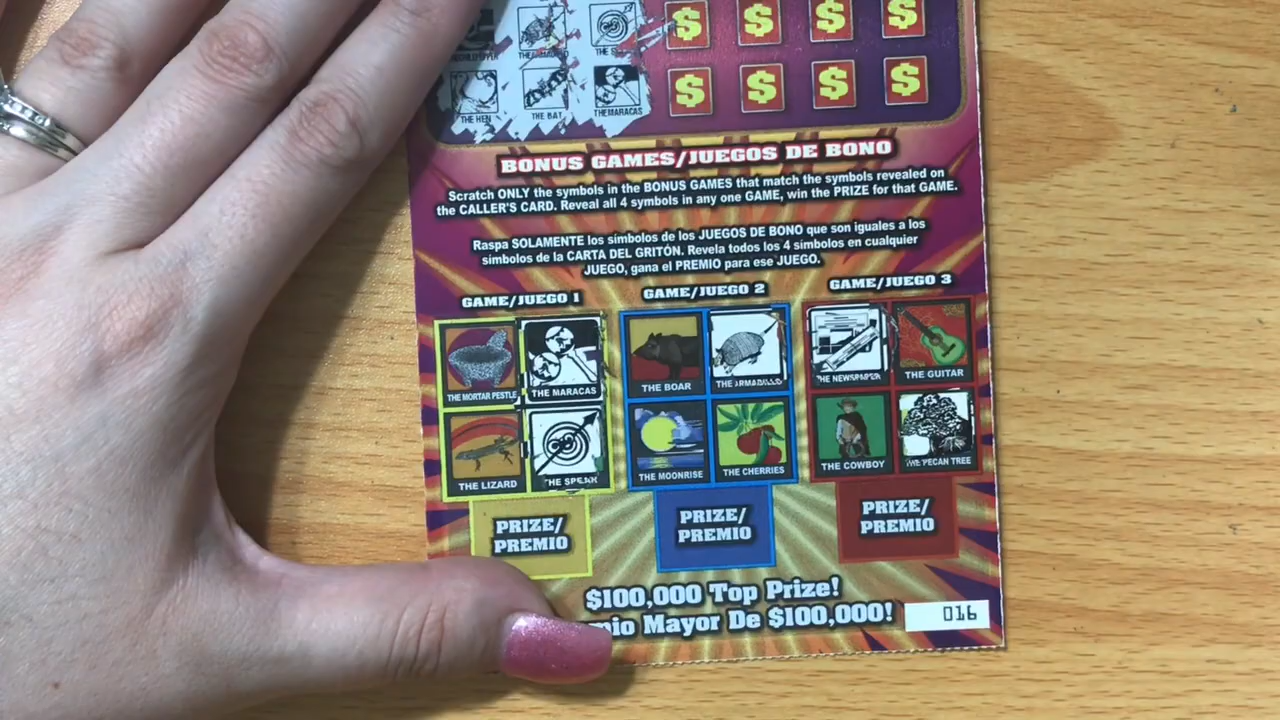 THE HEN
THE BAT
THE MARACAS
BONUS GAMES/JUEGOS DE BONO
Scratch ONLY the symbols in the BONUS GAMES that match the symbols revealed on
the CALLER'S CARD. Reveal all 4 symbols in any one GAME, win the PRIZE for that GAME.
Raspa SOLAMENTE los símbolos de los JUEGOS DE BONO que son iguales a los
símbolos de la CARTA DEL GRITÓN. Revela todos los 4 símbolos en cualquier
JUEGO, gana el PREMIO para ese JUEGO.
GAME/JUEGO 1
GAME/JUEGO 2
GAME/JUEGO 3
THE MORTAR PESTLE
THE MARACAS
THE BOAR
THE ARMADILLO
THE NEWSPAPER
THE GUITAR
THE LIZARD
THE SPEAR
THE MOONRISE
THE CHERRIES
THE COWBOY
THE PECAN TREE
PRIZE/
PREMIO
PRIZE/
PREMIO
PRIZE/
PREMIO
$100,000 Top Prize!
Mayor De $100,000!
016